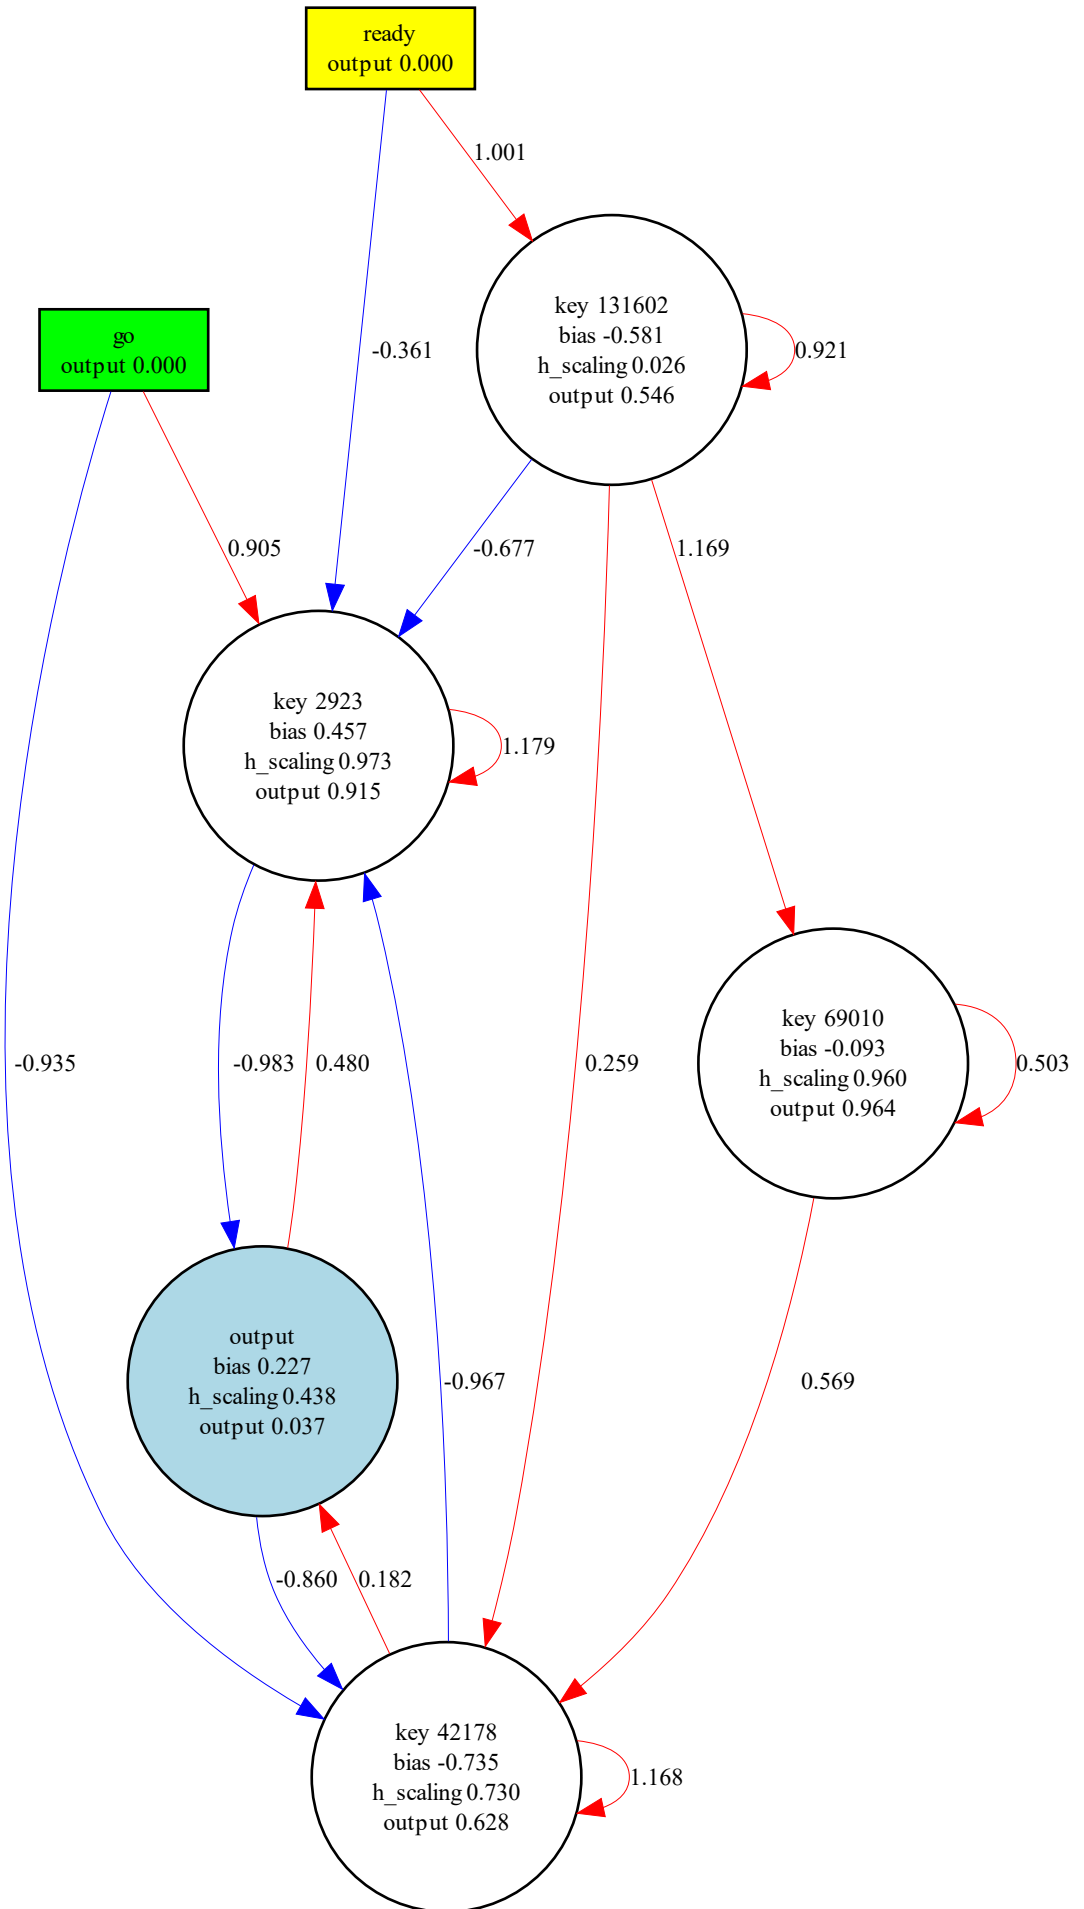 ready
output 0.000
1.001
go
output 0.000
-0.361
key 131602
bias -0.581
h_scaling 0.026
output 0.546
0.921
0.905
-0.677
1.169
key 2923
bias 0.457
h_scaling 0.973
output 0.915
1.179
-0.935
-0.983
0.480
0.259
key 69010
bias -0.093
h_scaling 0.960
output 0.964
0.503
output
bias 0.227
h_scaling 0.438
output 0.037
-0.967
0.569
-0.860
0.182
key 42178
bias -0.735
h_scaling 0.730
output 0.628
1.168